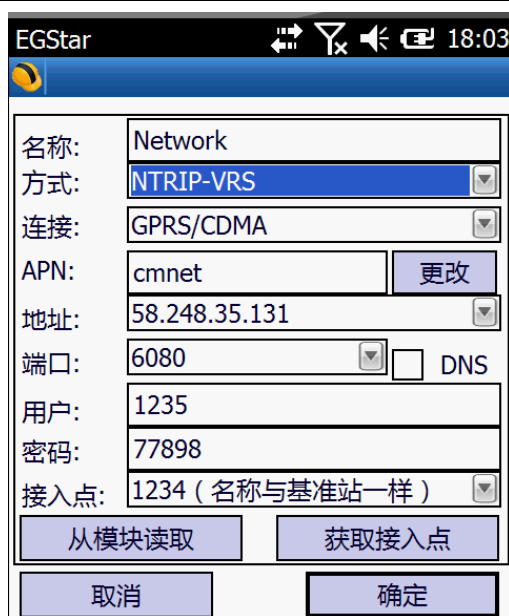 EGStar 18:03
名称: Network
方式: NTRIP-VRS
连接: GPRS/CDMA
APN: cmnet 更改
地址: 58.248.35.131
端口: 6080 DNS
用户: 1235
密码: 77898
接入点: 1234（名称与基准站一样）
从模块读取 获取接入点
取消 确定